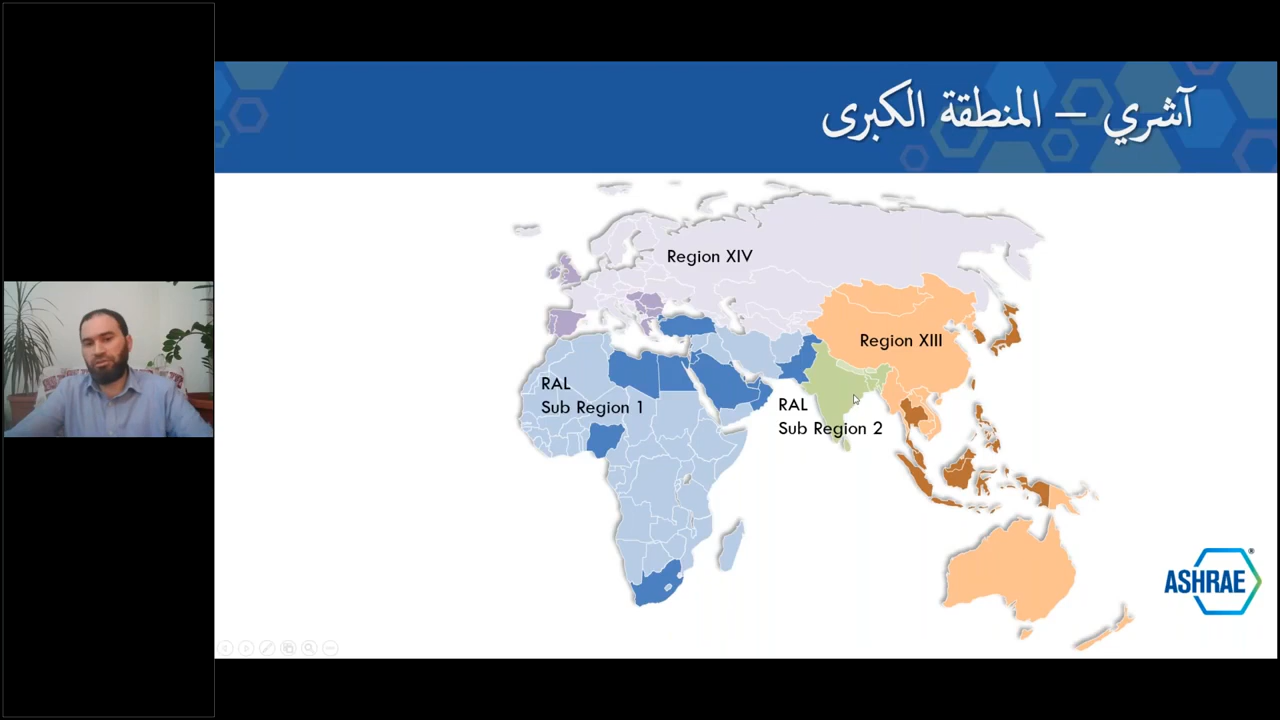 آشري – المنطقة الكبرى
Region XIV
Region XIII
RAL
Sub Region 1
RAL
Sub Region 2
ASHRAE